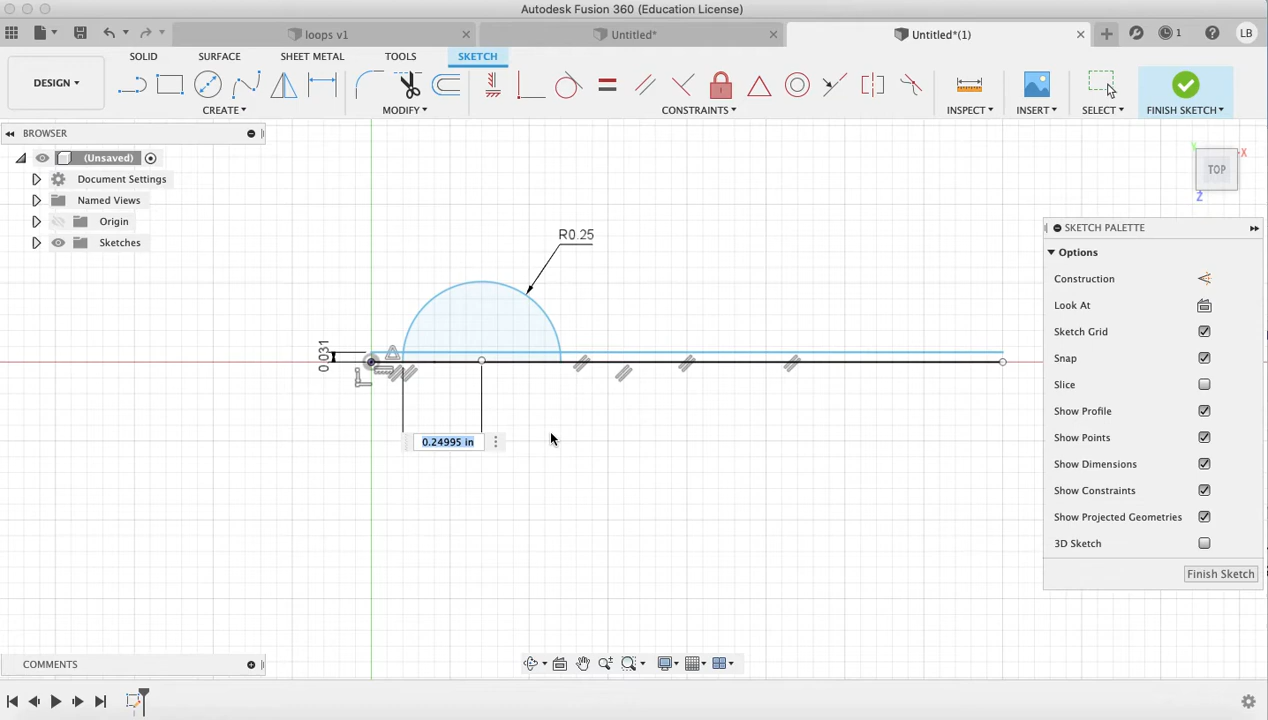 Autodesk Fusion 360 (Education License)
loops v1
Untitled*
Untitled*(1)
1
LB
DESIGN
SOLID
SURFACE
SHEET METAL
TOOLS
SKETCH
CREATE
MODIFY
CONSTRAINTS
INSPECT
INSERT
SELECT
FINISH SKETCH
BROWSER
(Unsaved)
Document Settings
Named Views
Origin
Sketches
TOP
X
Y
Z
R0.25
0.031
0.24995 in
SKETCH PALETTE
Options
Construction
Look At
Sketch Grid
Snap
Slice
Show Profile
Show Points
Show Dimensions
Show Constraints
Show Projected Geometries
3D Sketch
Finish Sketch
COMMENTS